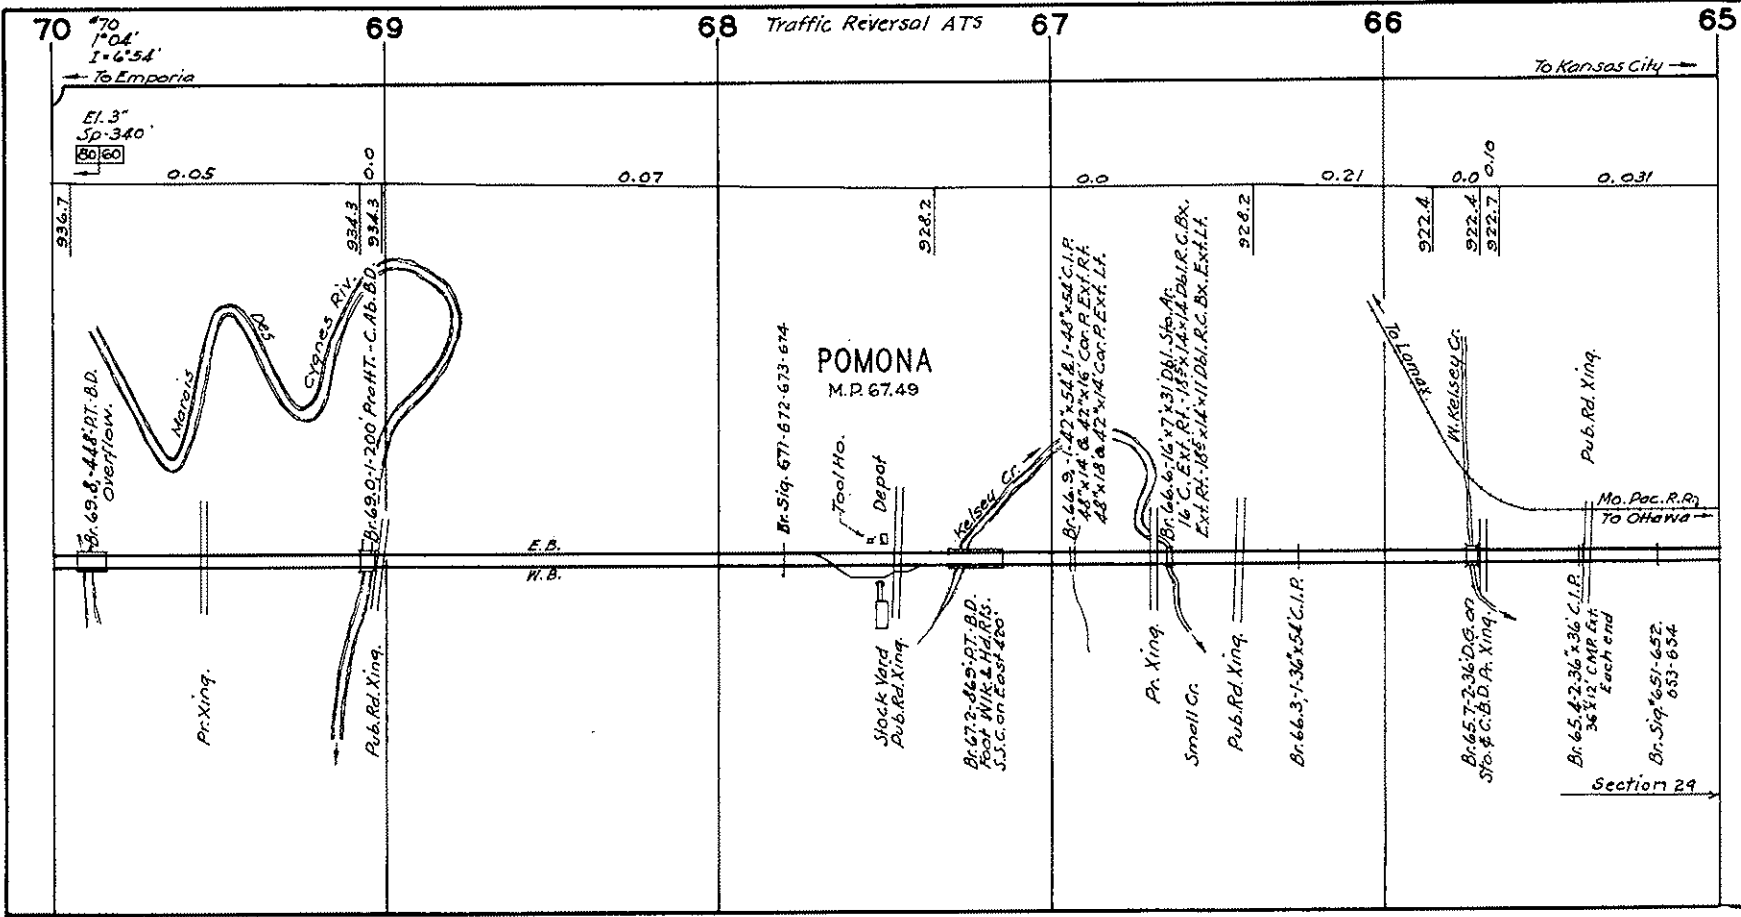 70
69
68
Traffic Reversal ATS
67
66
65
#70
1°04'
I=6°54'
To Emporia
To Kansas City
El. 3"
Sp-340'
80 60
0.05
0.0
0.07
0.0
0.21
0.0
0.10
0.031
936.7
934.3
934.3
928.2
928.2
922.4
922.4
922.7
Marais
Des
Cygnes Riv.
POMONA
M.P. 67.49
Br. 69.8,-448' P.T.-B.D.
Overflow.
Br. 69.0,-1-200' T.-C.Ab.B.D.
Br. Sig. 671-672-673-674
Tool Ho.
Depot
Kelsey Cr.
Br. 66.9,-1-42"x54' & 1-48"x54' C.I.P.
48"x14' & 42"x16' Cor. P. Ext. Rt.
48"x18' & 42"x14' Cor. P. Ext. Lt.
Br. 66.6,-16'x7'x31' Dbl. Sto. Ar.
16' C. Ext. Rt. Dbl. R.C. Bx.
Ext. Rt. Dbl. R.C. Bx. Ext. Lt.
To Lomax.
W. Kelsey Cr.
Pub. Rd. Xing.
Mo. Pac. R.R.
To Ottawa
E.B.
W.B.
Pr. Xing.
Pub. Rd. Xing.
Stock Yard
Pub. Rd. Xing.
Br. 67.2-869' P.T.-B.D.
Foot Wlk. & Hd. Rls.
S.S.C. on East 420'
Pr. Xing.
Small Cr.
Pub. Rd. Xing.
Br. 66.3,-1-36"x54' C.I.P.
Br. 65.7-2-36' D.G. on
Sto. & C.B.D.A. Xing.
Br. 65.4-2-36"x36' C.I.P.
36"x12' CMP Ext.
Each end
Br. Sig. #651-652.
653-654
Section 29